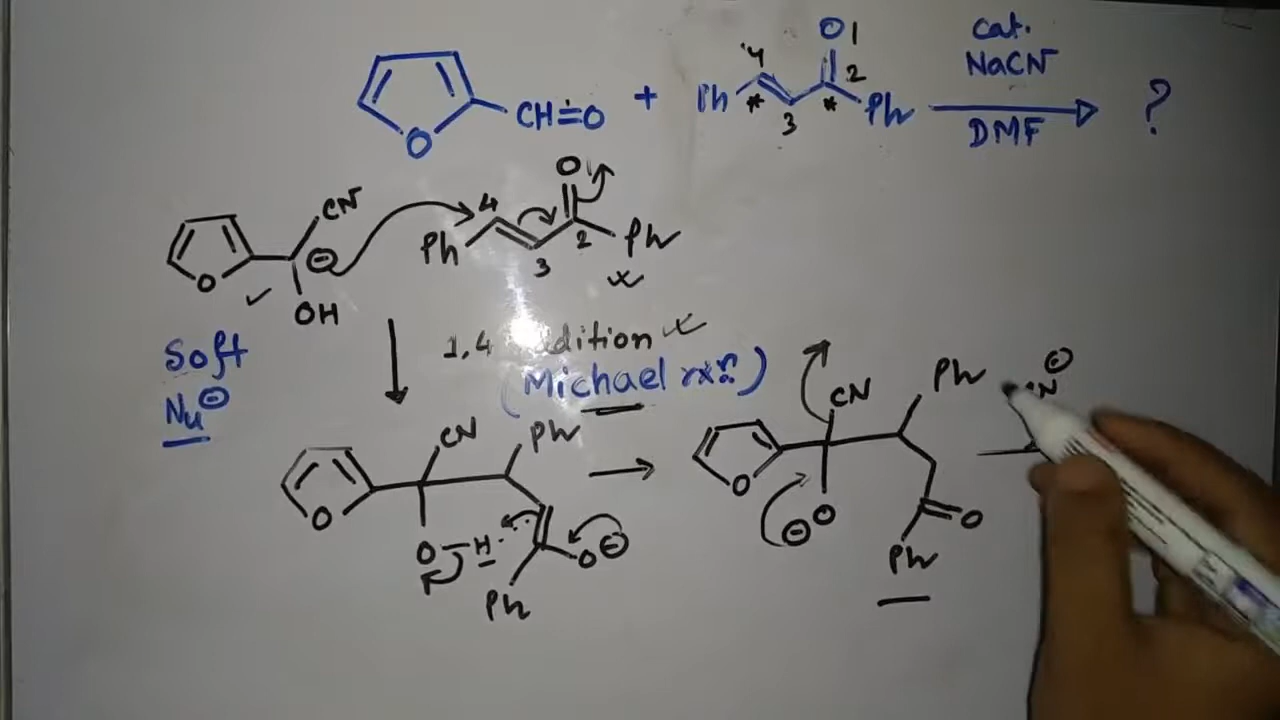 CH=O + Ph 4 3 2 O 1 Ph cat. NaCN DMF ?
O
CN ⊖ OH O
Ph 4 3 2 O Ph
Soft
Nu⊖
1,4 ddition
(Michael rxn)
CN Ph
O O-H O⊖
Ph
CN Ph
O ⊖O O
Ph
N⊖